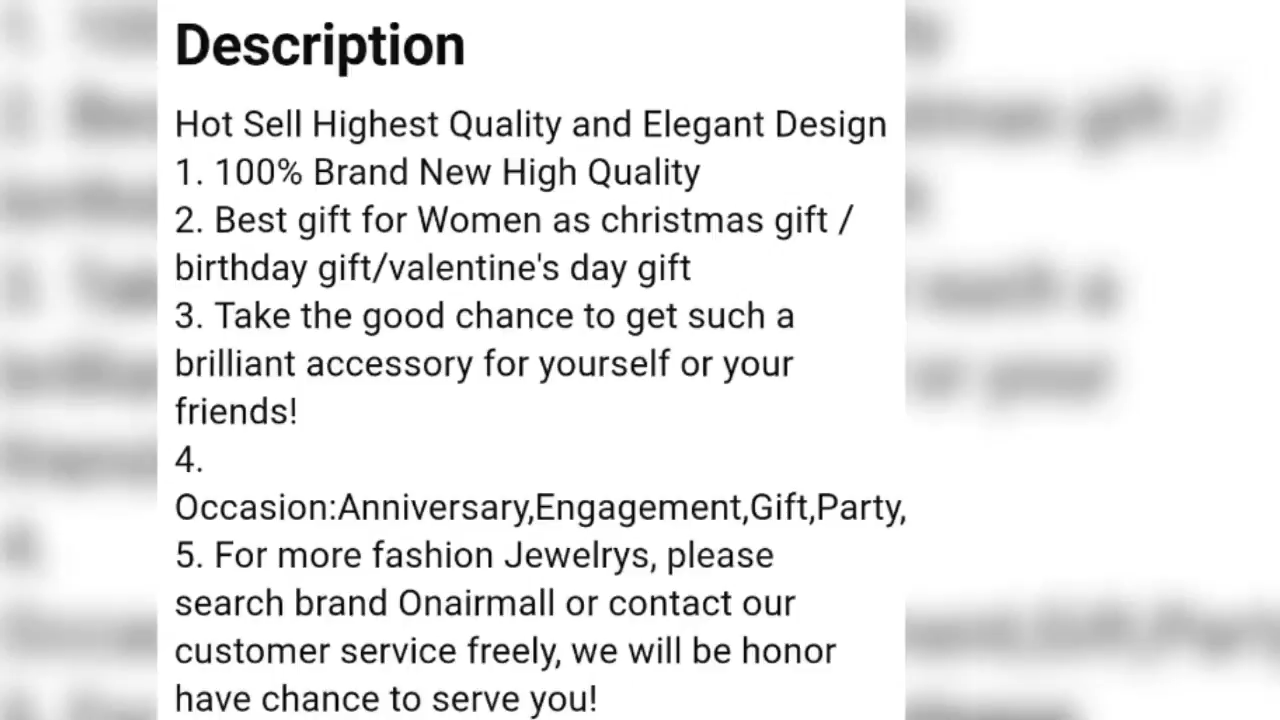 Description
Hot Sell Highest Quality and Elegant Design
1. 100% Brand New High Quality
2. Best gift for Women as christmas gift /
birthday gift/valentine's day gift
3. Take the good chance to get such a
brilliant accessory for yourself or your
friends!
4.
Occasion:Anniversary,Engagement,Gift,Party,
5. For more fashion Jewelrys, please
search brand Onairmall or contact our
customer service freely, we will be honor
have chance to serve you!